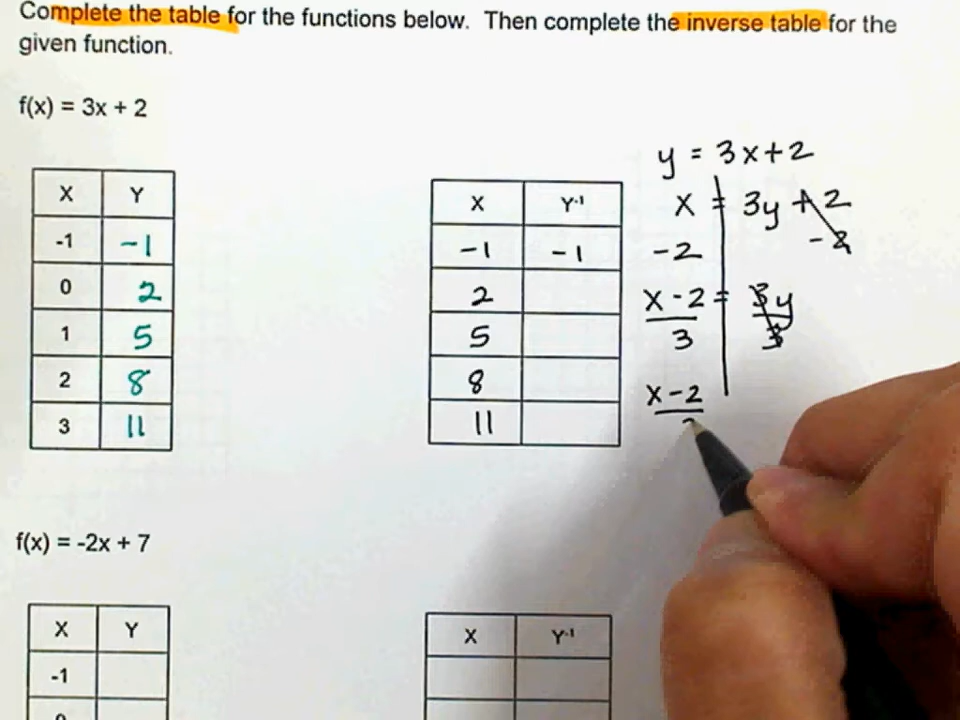 Complete the table for the functions below. Then complete the inverse table for the
given function.
f(x) = 3x + 2
X Y
-1 -1
0 2
1 5
2 8
3 11
X Y-1
-1 -1
2
5
8
11
y = 3x+2
x = 3y + 2
-2 -2
x-2 = 3y
3 3
x-2
f(x) = -2x + 7
X Y
-1
0
X Y-1